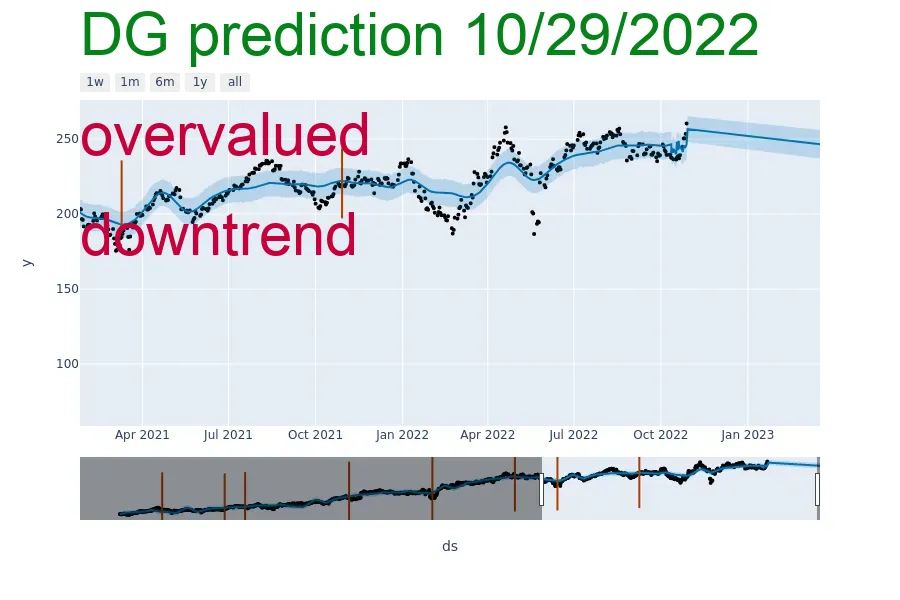 DG prediction 10/29/2022
1w 1m 6m 1y all
overvalued
downtrend
250
200
150
100
y
Apr 2021 Jul 2021 Oct 2021 Jan 2022 Apr 2022 Jul 2022 Oct 2022 Jan 2023
ds